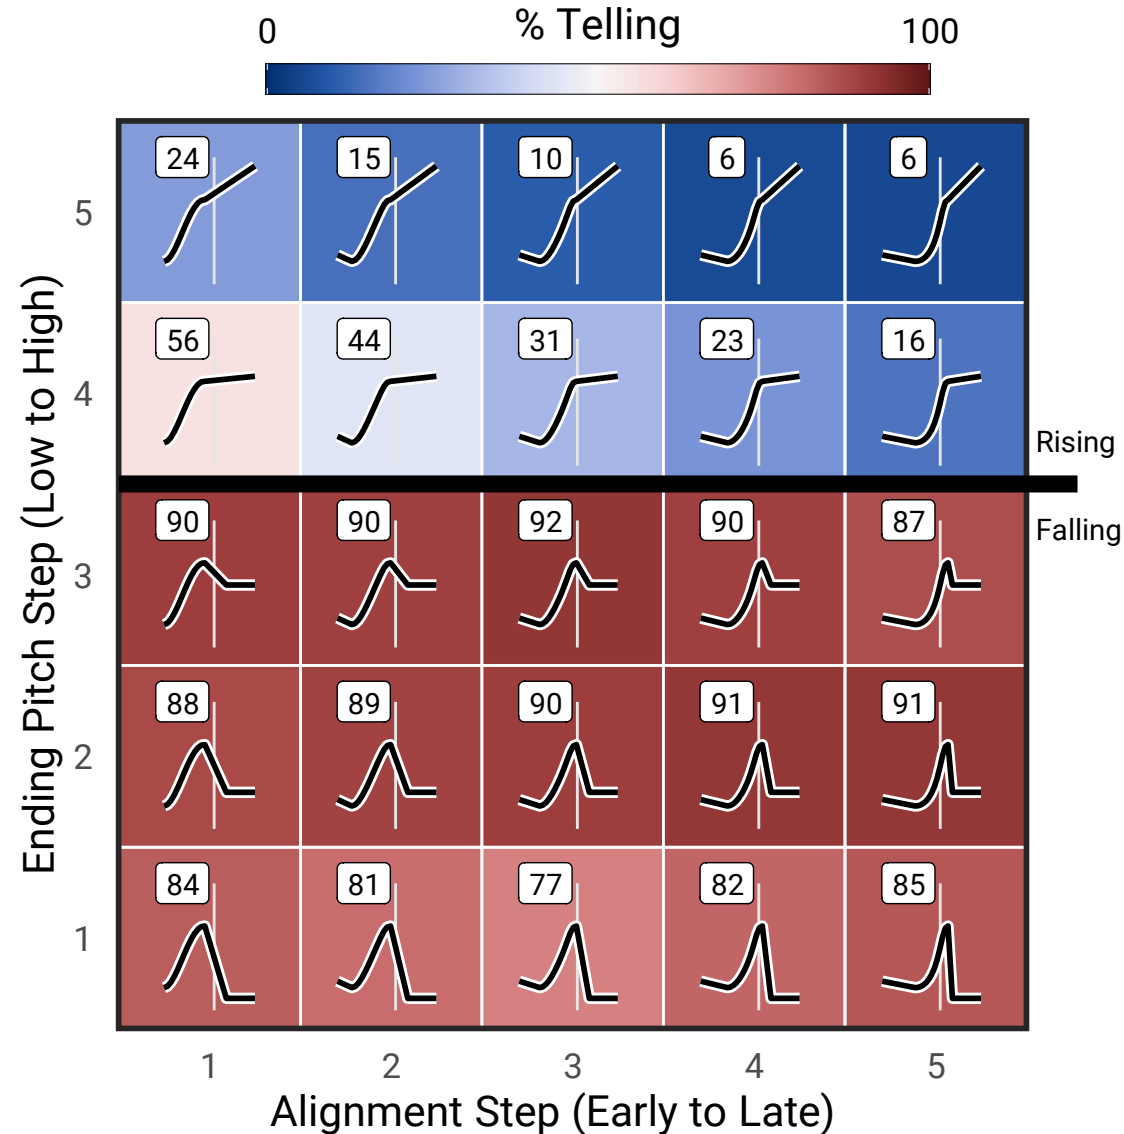 % Telling
0 100
5 24 15 10 6 6
4 56 44 31 23 16
Rising
3 90 90 92 90 87
Falling
2 88 89 90 91 91
1 84 81 77 82 85
1 2 3 4 5
Alignment Step (Early to Late)
Ending Pitch Step (Low to High)